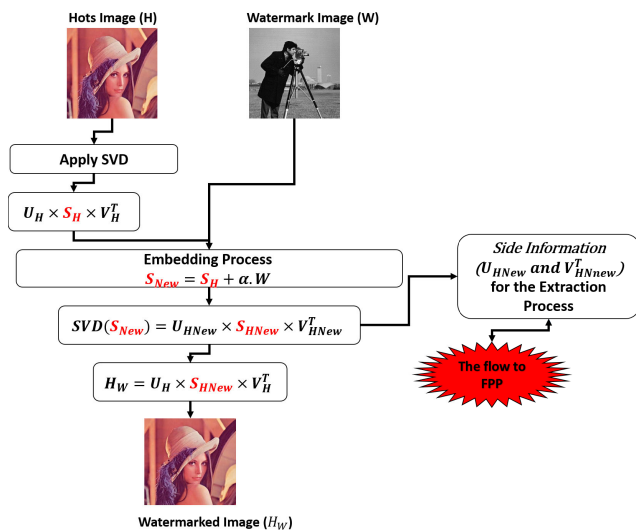 Hots Image (H)
Watermark Image (W)
Apply SVD
U_H × S_H × V_H^T
Embedding Process
S_New = S_H + α.W
SVD(S_New) = U_HNew × S_HNew × V_HNew^T
H_W = U_H × S_HNew × V_H^T
Watermarked Image (H_W)
Side Information
(U_HNew and V_HNnew^T)
for the Extraction
Process
The flow to
FPP